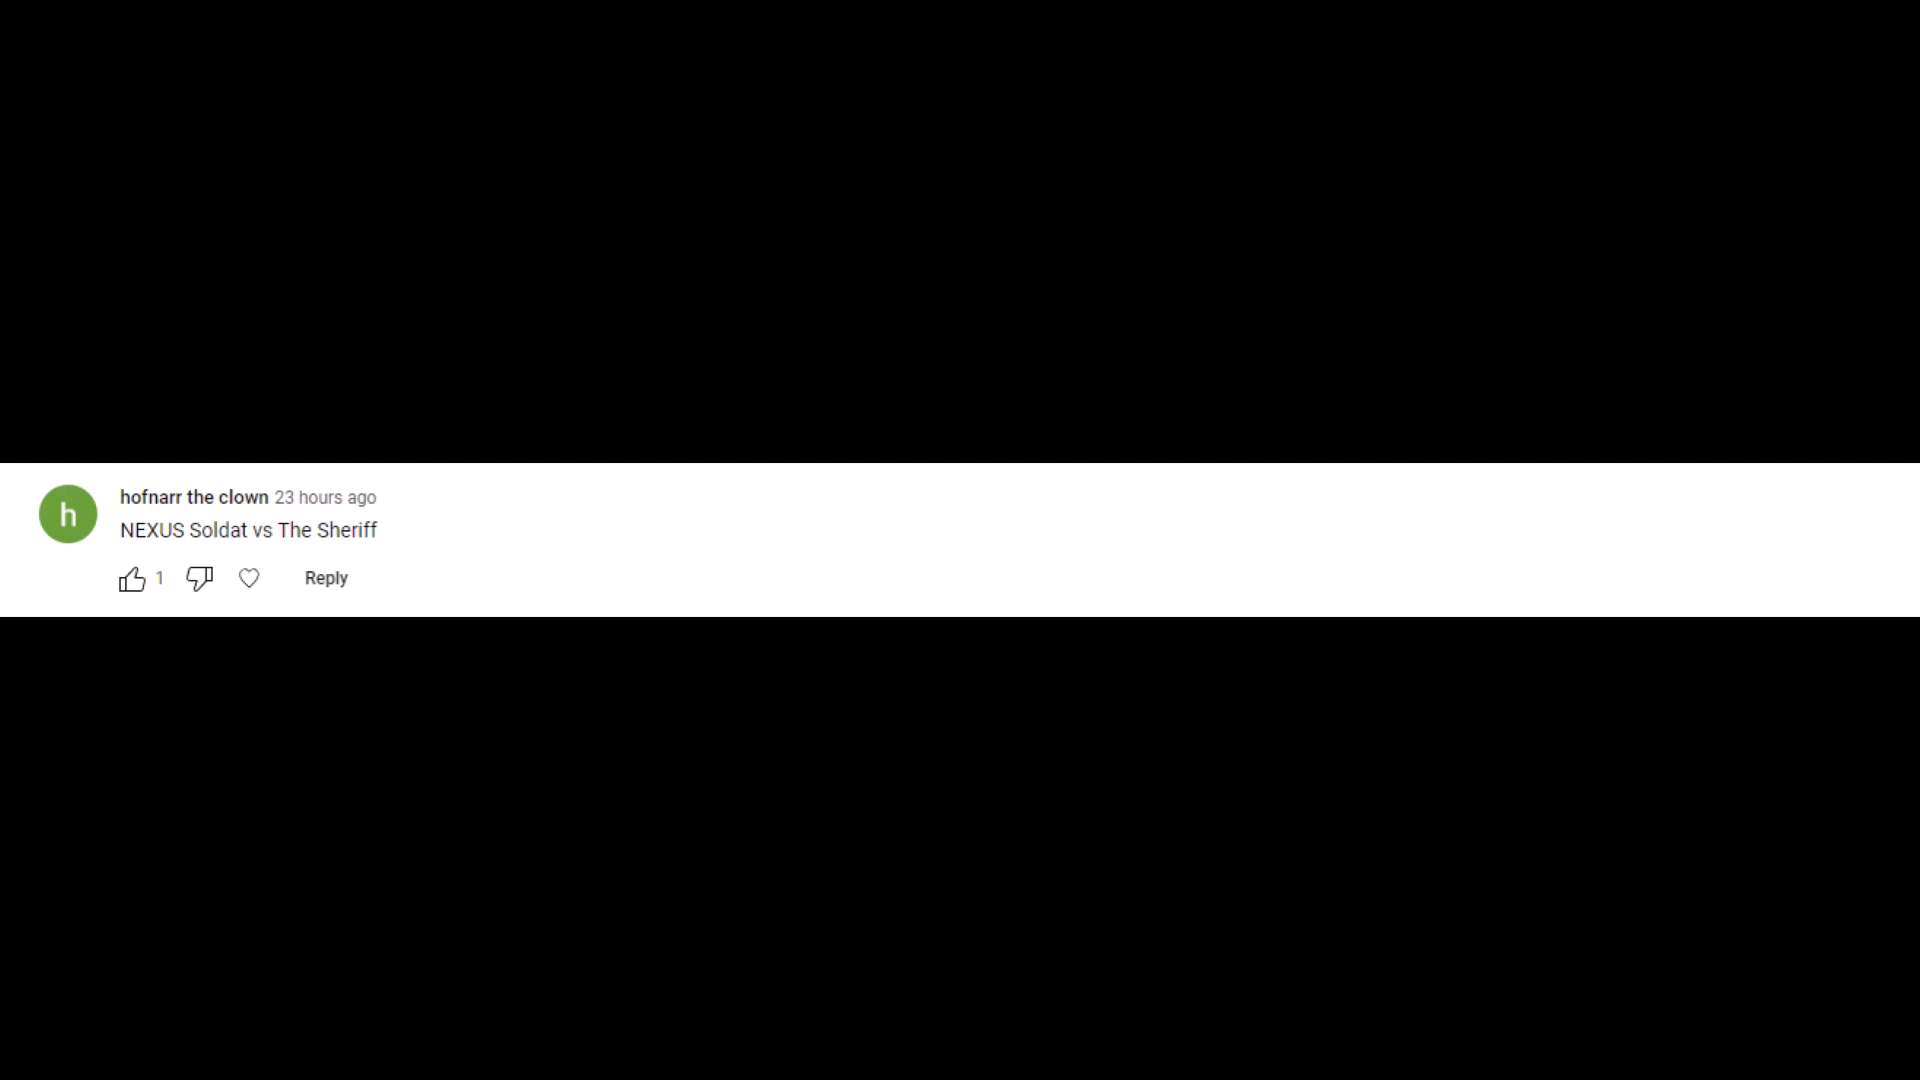 h
hofnarr the clown 23 hours ago
NEXUS Soldat vs The Sheriff
1 Reply